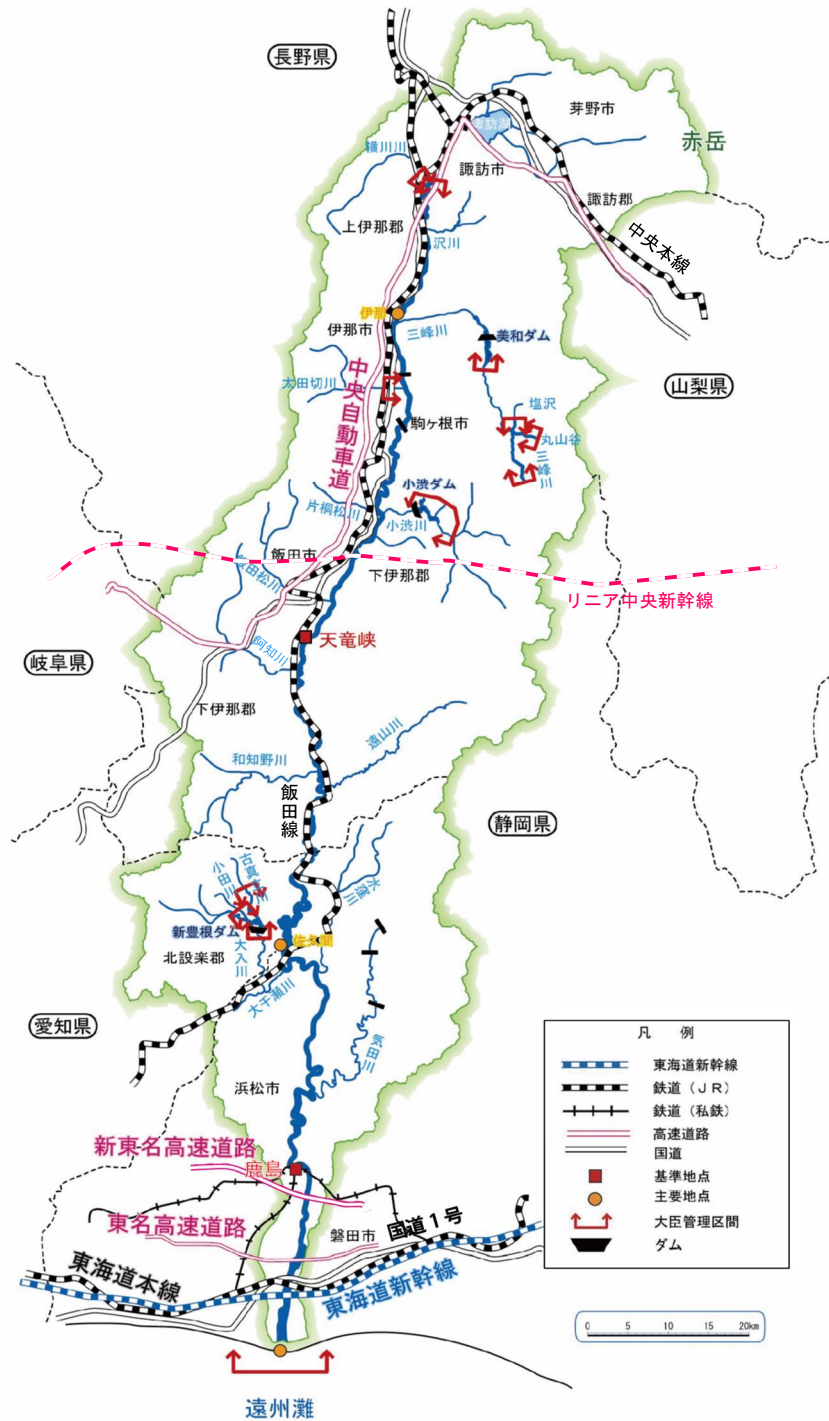 長野県
芽野市
諏訪湖
赤岳
横川川
諏訪市
諏訪郡
上伊那郡
沢川
中央本線
伊那
伊那市
三峰川
美和ダム
山梨県
中央自動車道
太田切川
塩沢
駒ヶ根市
丸山谷
三峰川
小渋ダム
片桐松川
小渋川
飯田市
飯田松川
下伊那郡
リニア中央新幹線
天竜峡
阿知川
岐阜県
下伊那郡
遠山川
和知野川
飯田線
静岡県
小田川
水窪川
新豊根ダム
佐久間
北設楽郡
大入川
大千瀬川
愛知県
気田川
浜松市
凡 例
東海道新幹線
鉄道(JR)
鉄道(私鉄)
高速道路
国道
基準地点
主要地点
大臣管理区間
ダム
新東名高速道路
鹿島
東名高速道路
磐田市
国道1号
東海道本線
東海道新幹線
0 5 10 15 20km
遠州灘